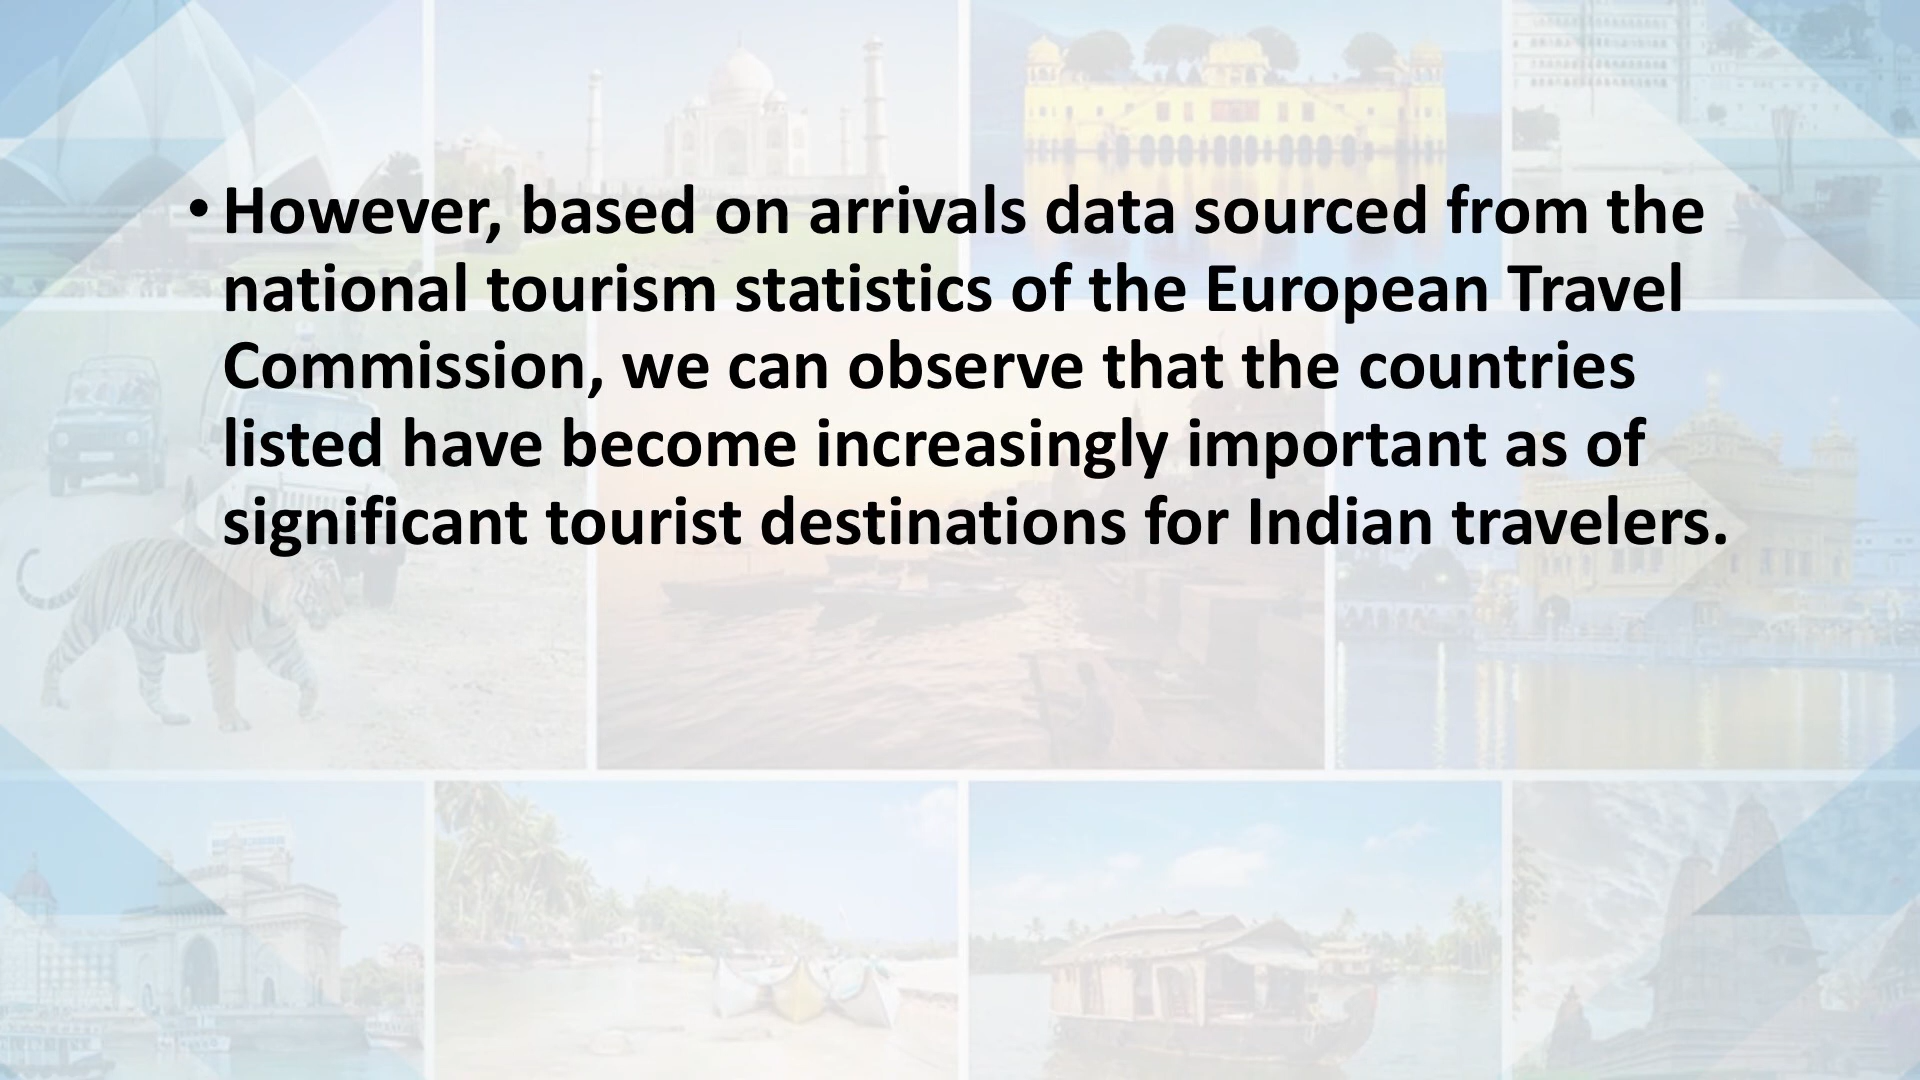 • However, based on arrivals data sourced from the
national tourism statistics of the European Travel
Commission, we can observe that the countries
listed have become increasingly important as of
significant tourist destinations for Indian travelers.